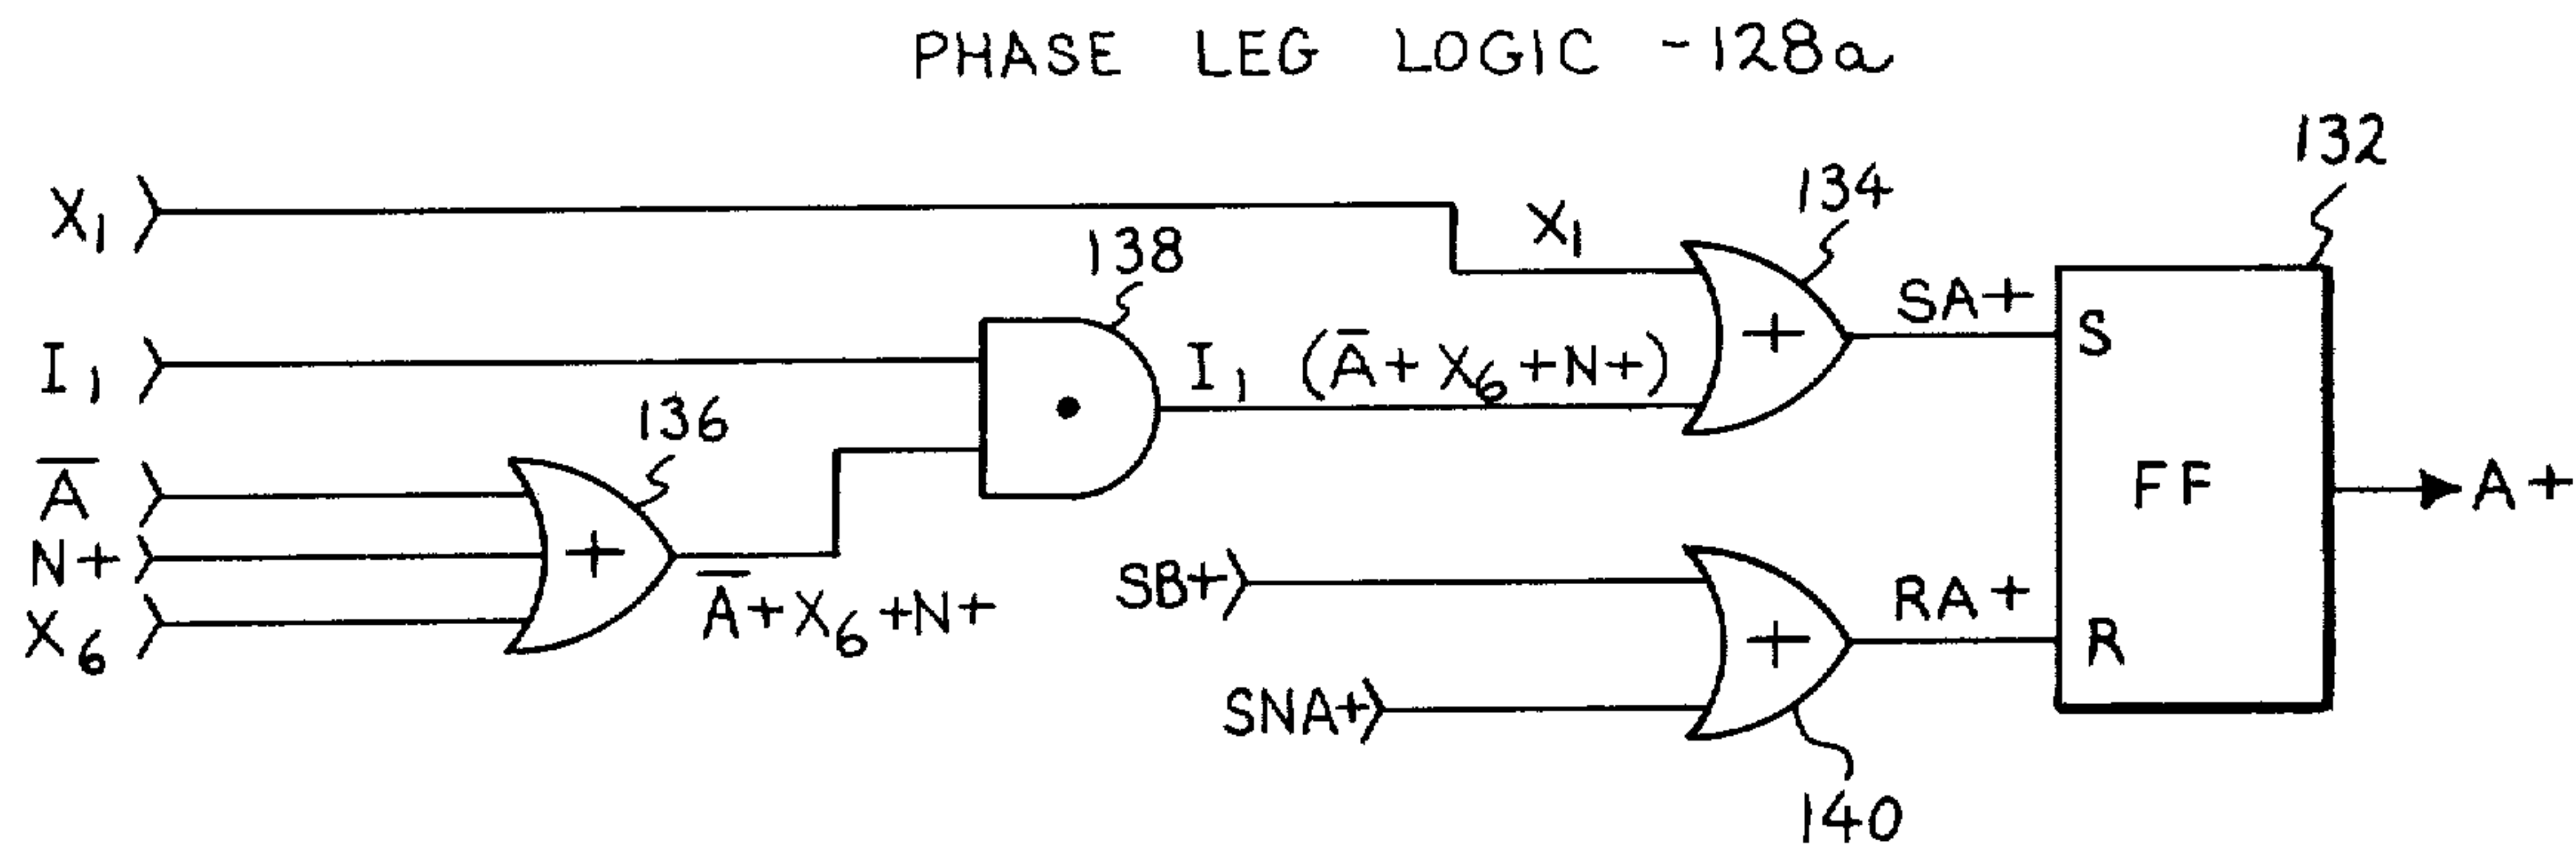 PHASE LEG LOGIC -128a
132
134
X₁
X₁
138
SA+
S
I₁
I₁ (A̅+ X₆ +N+)
136
A̅
FF
A+
N+
SB+
RA+
X₆
A̅+X₆+N+
R
SNA+
140